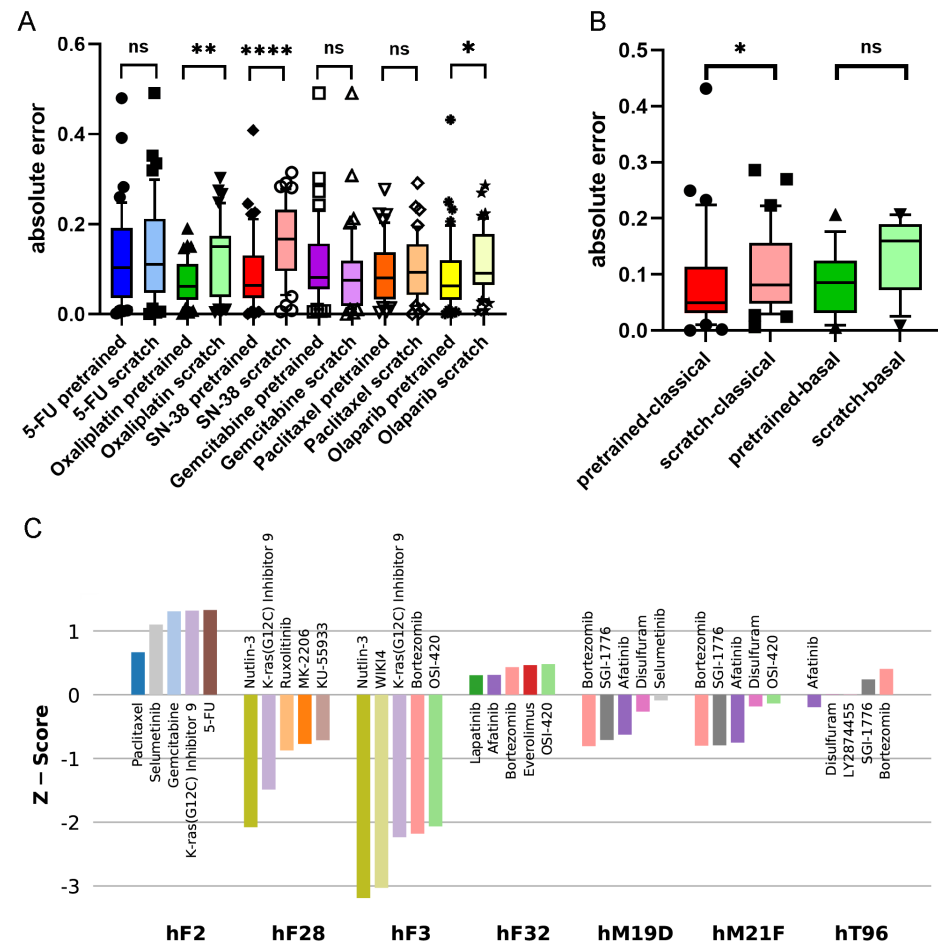 A
absolute error
0.6
0.4
0.2
0.0
ns
**
****
ns
ns
*
5-FU pretrained
5-FU scratch
Oxaliplatin pretrained
Oxaliplatin scratch
SN-38 pretrained
SN-38 scratch
Gemcitabine pretrained
Gemcitabine scratch
Paclitaxel pretrained
Paclitaxel scratch
Olaparib pretrained
Olaparib scratch
B
absolute error
0.5
0.4
0.3
0.2
0.1
0.0
*
ns
pretrained-classical
scratch-classical
pretrained-basal
scratch-basal
C
Z − Score
1
0
-1
-2
-3
Paclitaxel
Selumetinib
Gemcitabine
K-ras(G12C) Inhibitor 9
5-FU
Nutlin-3
K-ras(G12C) Inhibitor 9
Ruxolitinib
MK-2206
KU-55933
Nutlin-3
WIKI4
K-ras(G12C) Inhibitor 9
Bortezomib
OSI-420
Lapatinib
Afatinib
Bortezomib
Everolimus
OSI-420
Bortezomib
SGI-1776
Afatinib
Disulfuram
Selumetinib
Bortezomib
SGI-1776
Afatinib
Disulfuram
OSI-420
Afatinib
Disulfuram
LY2874455
SGI-1776
Bortezomib
hF2
hF28
hF3
hF32
hM19D
hM21F
hT96